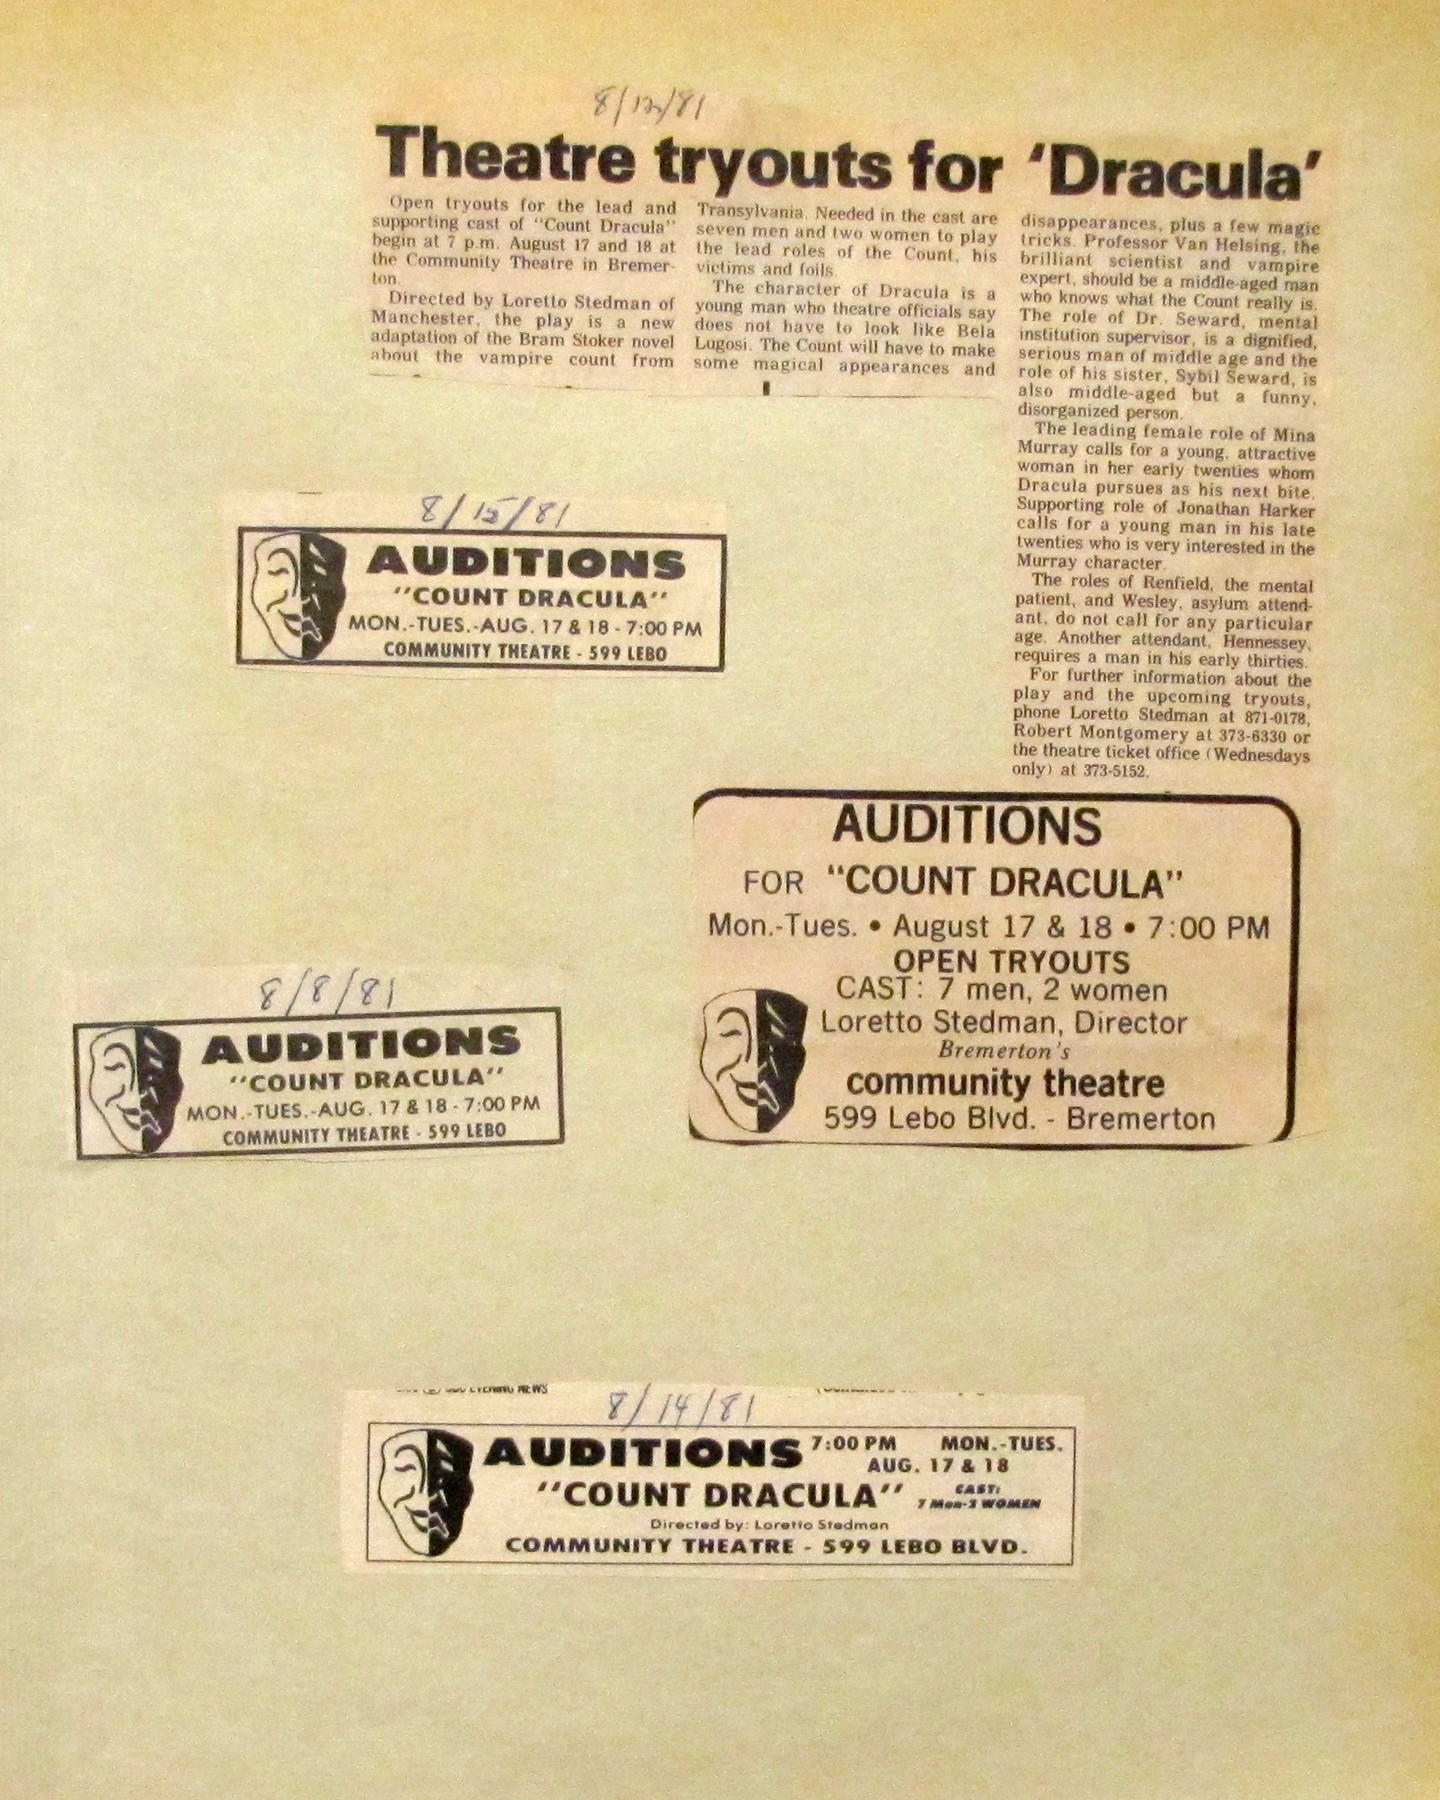 8/12/81
Theatre tryouts for 'Dracula'
Open tryouts for the lead and
supporting cast of "Count Dracula"
begin at 7 p.m. August 17 and 18 at
the Community Theatre in Bremer-
ton.
Directed by Loretto Stedman of
Manchester, the play is a new
adaptation of the Bram Stoker novel
about the vampire count from
Transylvania. Needed in the cast are
seven men and two women to play
the lead roles of the Count, his
victims and foils.
The character of Dracula is a
young man who theatre officials say
does not have to look like Bela
Lugosi. The Count will have to make
some magical appearances and
disappearances, plus a few magic
tricks. Professor Van Helsing, the
brilliant scientist and vampire
expert, should be a middle-aged man
who knows what the Count really is.
The role of Dr. Seward, mental
institution supervisor, is a dignified,
serious man of middle age and the
role of his sister, Sybil Seward, is
also middle-aged but a funny,
disorganized person.
The leading female role of Mina
Murray calls for a young, attractive
woman in her early twenties whom
Dracula pursues as his next bite.
Supporting role of Jonathan Harker
calls for a young man in his late
twenties who is very interested in the
Murray character.
The roles of Renfield, the mental
patient, and Wesley, asylum attend-
ant, do not call for any particular
age. Another attendant, Hennessey,
requires a man in his early thirties.
For further information about the
play and the upcoming tryouts,
phone Loretto Stedman at 871-0178,
Robert Montgomery at 373-6330 or
the theatre ticket office (Wednesdays
only) at 373-5152.
8/15/81
AUDITIONS
"COUNT DRACULA"
MON.-TUES.-AUG. 17 & 18 - 7:00 PM
COMMUNITY THEATRE - 599 LEBO
AUDITIONS
FOR "COUNT DRACULA"
Mon.-Tues. • August 17 & 18 • 7:00 PM
OPEN TRYOUTS
CAST: 7 men, 2 women
Loretto Stedman, Director
Bremerton's
community theatre
599 Lebo Blvd. - Bremerton
8/8/81
AUDITIONS
"COUNT DRACULA"
MON.-TUES.-AUG. 17 & 18 - 7:00 PM
COMMUNITY THEATRE - 599 LEBO
EVENING NEWS
8/14/81
AUDITIONS 7:00 PM MON.-TUES.
AUG. 17 & 18
"COUNT DRACULA" CAST:
7 Men-2 WOMEN
Directed by: Loretto Stedman
COMMUNITY THEATRE - 599 LEBO BLVD.